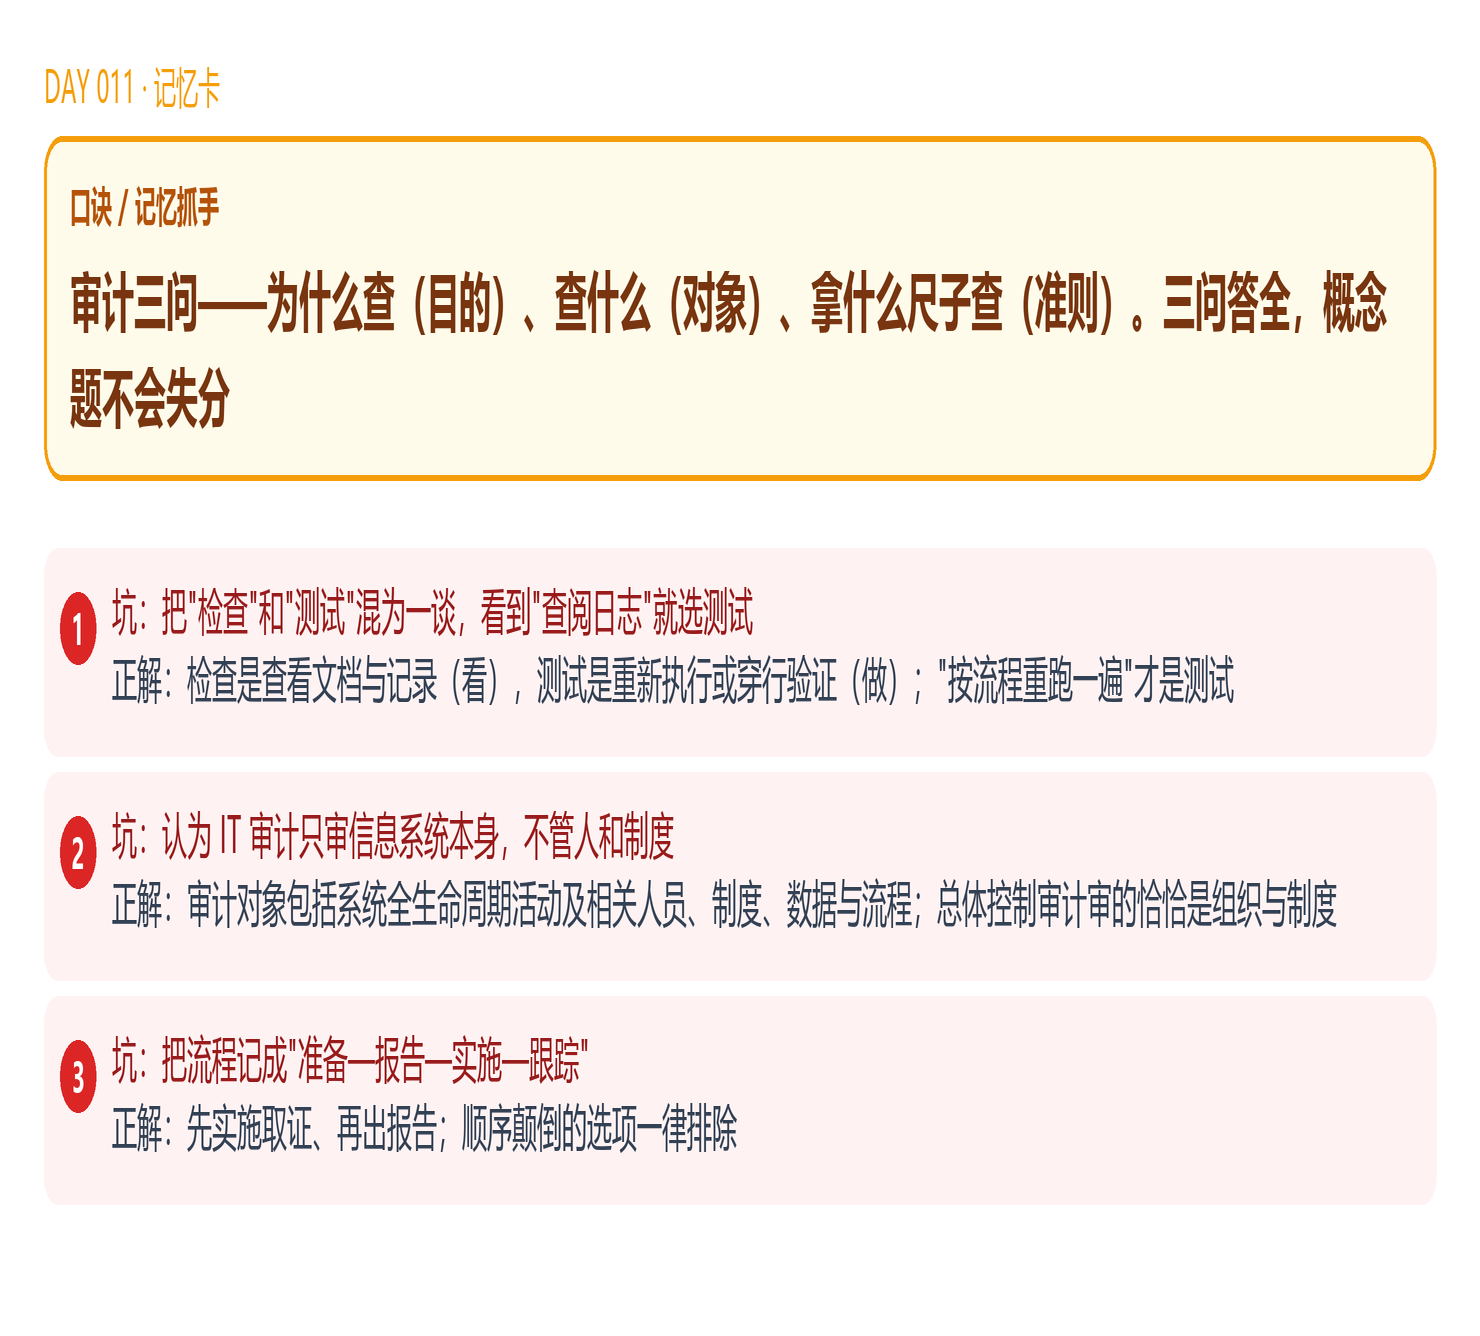 DAY 011 · 记忆卡
口诀 / 记忆抓手
审计三问——为什么查（目的）、查什么（对象）、拿什么尺子查（准则）。三问答全，概念
题不会失分
1
坑：把"检查"和"测试"混为一谈，看到"查阅日志"就选测试
正解：检查是查看文档与记录（看），测试是重新执行或穿行验证（做）；"按流程重跑一遍"才是测试
2
坑：认为 IT 审计只审信息系统本身，不管人和制度
正解：审计对象包括系统全生命周期活动及相关人员、制度、数据与流程；总体控制审计审的恰恰是组织与制度
3
坑：把流程记成"准备—报告—实施—跟踪"
正解：先实施取证、再出报告；顺序颠倒的选项一律排除